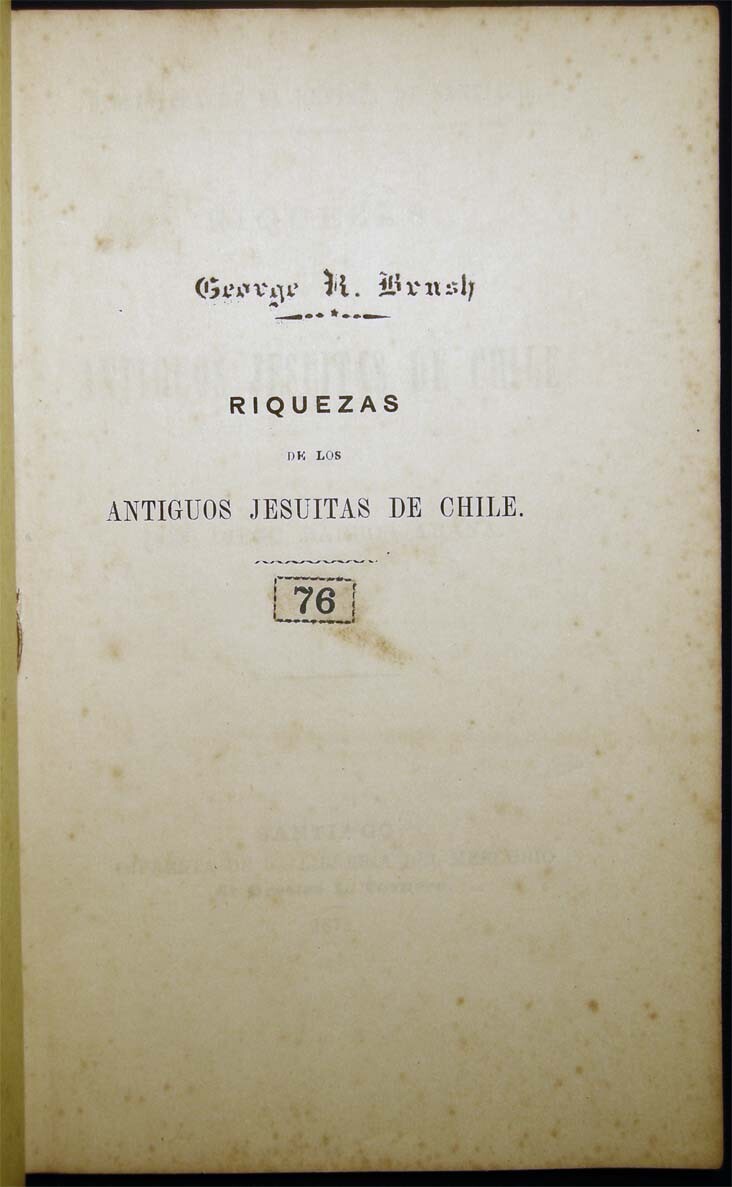 George R. Brush
RIQUEZAS
DE LOS
ANTIGUOS JESUITAS DE CHILE.
76